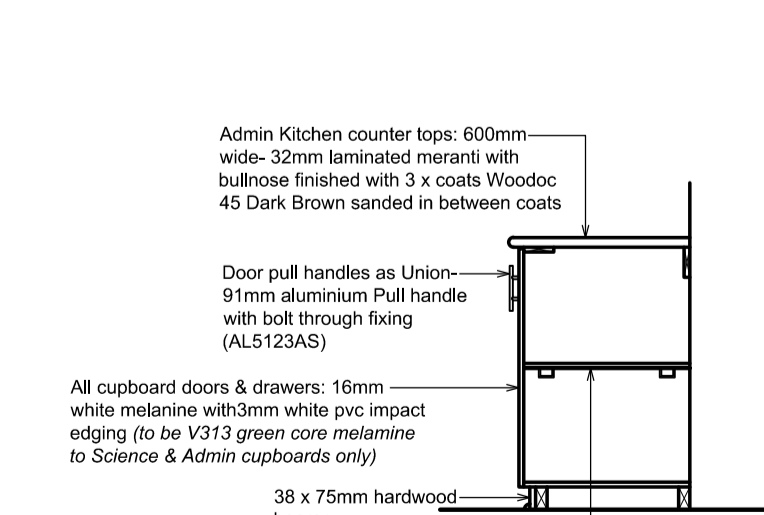 Admin Kitchen counter tops: 600mm
wide- 32mm laminated meranti with
bullnose finished with 3 x coats Woodoc
45 Dark Brown sanded in between coats
Door pull handles as Union-
91mm aluminium Pull handle
with bolt through fixing
(AL5123AS)
All cupboard doors & drawers: 16mm
white melanine with3mm white pvc impact
edging (to be V313 green core melamine
to Science & Admin cupboards only)
38 x 75mm hardwood